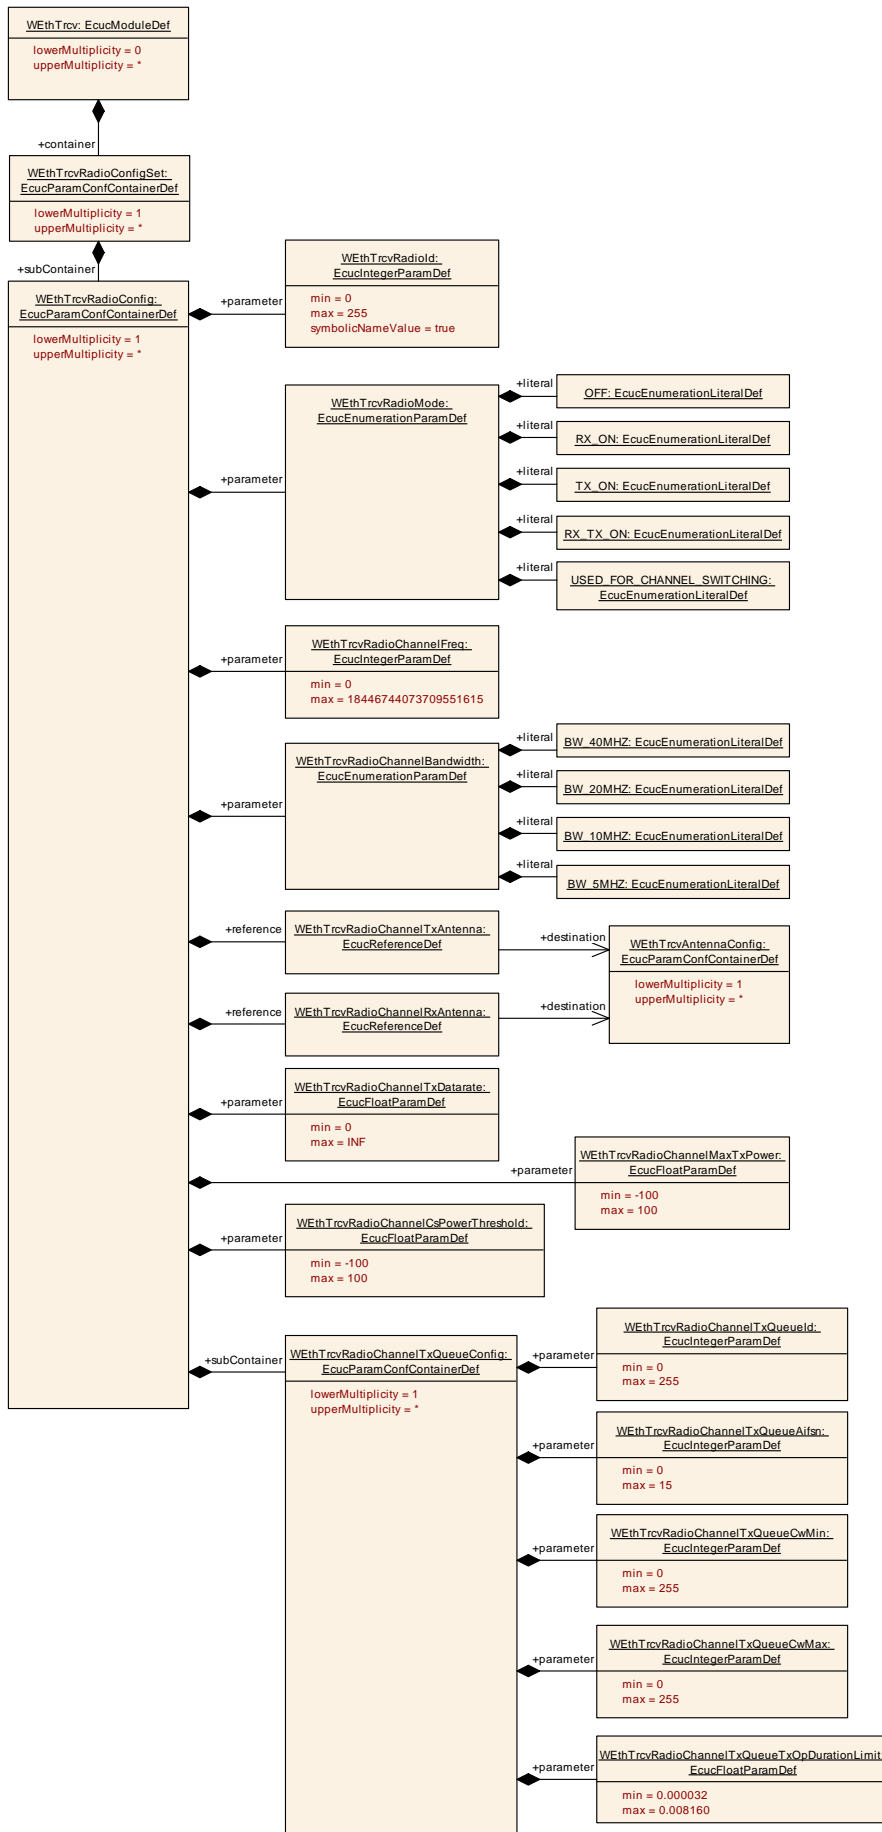 WEthTrcv: EcucModuleDef
lowerMultiplicity = 0
upperMultiplicity = *
+container
WEthTrcvRadioConfigSet:
EcucParamConfContainerDef
lowerMultiplicity = 1
upperMultiplicity = *
+subContainer
WEthTrcvRadioConfig:
EcucParamConfContainerDef
lowerMultiplicity = 1
upperMultiplicity = *
+parameter
WEthTrcvRadioId:
EcucIntegerParamDef
min = 0
max = 255
symbolicNameValue = true
+parameter
WEthTrcvRadioMode:
EcucEnumerationParamDef
+literal
OFF: EcucEnumerationLiteralDef
+literal
RX_ON: EcucEnumerationLiteralDef
+literal
TX_ON: EcucEnumerationLiteralDef
+literal
RX_TX_ON: EcucEnumerationLiteralDef
+literal
USED_FOR_CHANNEL_SWITCHING:
EcucEnumerationLiteralDef
+parameter
WEthTrcvRadioChannelFreq:
EcucIntegerParamDef
min = 0
max = 18446744073709551615
+parameter
WEthTrcvRadioChannelBandwidth:
EcucEnumerationParamDef
+literal
BW_40MHZ: EcucEnumerationLiteralDef
+literal
BW_20MHZ: EcucEnumerationLiteralDef
+literal
BW_10MHZ: EcucEnumerationLiteralDef
+literal
BW_5MHZ: EcucEnumerationLiteralDef
+reference
WEthTrcvRadioChannelTxAntenna:
EcucReferenceDef
+destination
WEthTrcvAntennaConfig:
EcucParamConfContainerDef
lowerMultiplicity = 1
upperMultiplicity = *
+reference
WEthTrcvRadioChannelRxAntenna:
EcucReferenceDef
+destination
+parameter
WEthTrcvRadioChannelTxDatarate:
EcucFloatParamDef
min = 0
max = INF
+parameter
WEthTrcvRadioChannelMaxTxPower:
EcucFloatParamDef
min = -100
max = 100
+parameter
WEthTrcvRadioChannelCsPowerThreshold:
EcucFloatParamDef
min = -100
max = 100
+subContainer
WEthTrcvRadioChannelTxQueueConfig:
EcucParamConfContainerDef
lowerMultiplicity = 1
upperMultiplicity = *
+parameter
WEthTrcvRadioChannelTxQueueId:
EcucIntegerParamDef
min = 0
max = 255
+parameter
WEthTrcvRadioChannelTxQueueAifsn:
EcucIntegerParamDef
min = 0
max = 15
+parameter
WEthTrcvRadioChannelTxQueueCwMin:
EcucIntegerParamDef
min = 0
max = 255
+parameter
WEthTrcvRadioChannelTxQueueCwMax:
EcucIntegerParamDef
min = 0
max = 255
+parameter
WEthTrcvRadioChannelTxQueueTxOpDurationLimit
EcucFloatParamDef
min = 0.000032
max = 0.008160